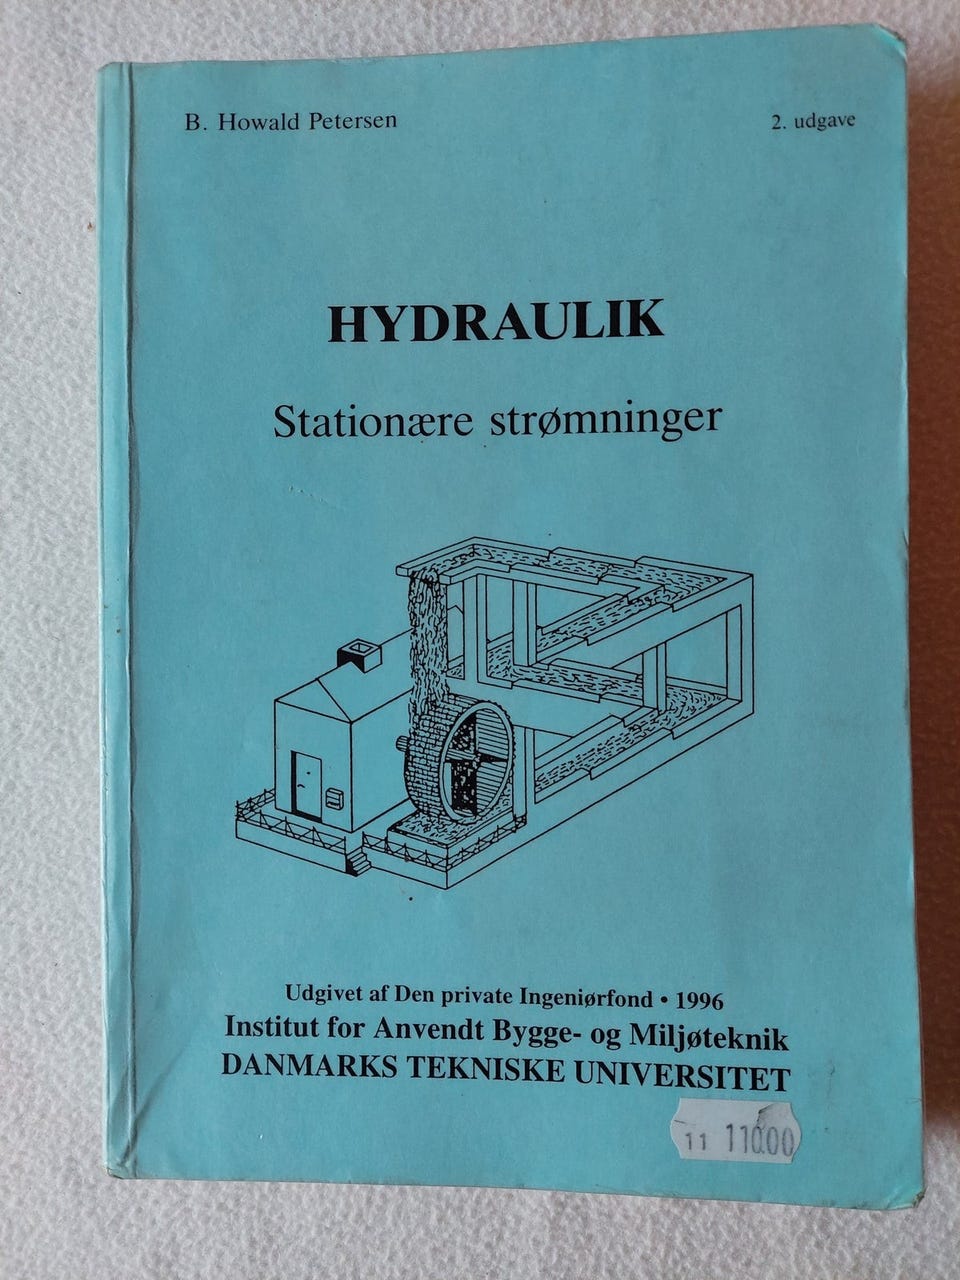 B. Howald Petersen
2. udgave
HYDRAULIK
Stationære strømninger
Udgivet af Den private Ingeniørfond • 1996
Institut for Anvendt Bygge- og Miljøteknik
DANMARKS TEKNISKE UNIVERSITET
11 110.00